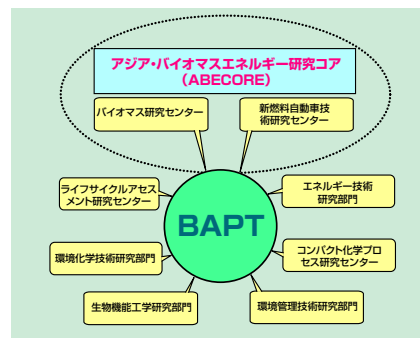 アジア・バイオマスエネルギー研究コア
（ABECORE）
バイオマス研究センター
新燃料自動車技
術研究センター
ライフサイクルアセス
メント研究センター
エネルギー技術
研究部門
BAPT
環境化学技術研究部門
コンパクト化学プロ
セス研究センター
生物機能工学研究部門
環境管理技術研究部門